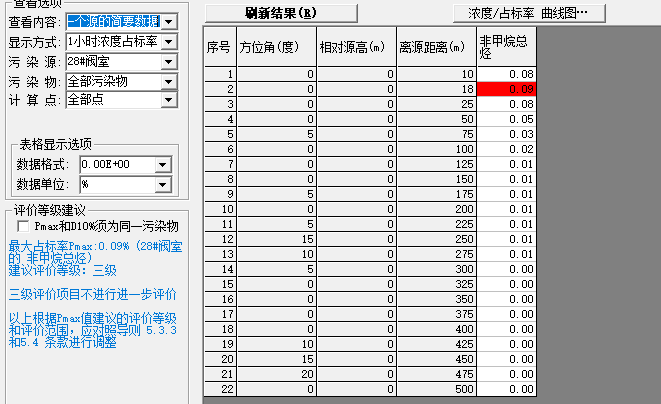 查看选项
查看内容: 一个源的简要数据
显示方式: 1小时浓度占标率
污 染 源: 28#阀室
污 染 物: 全部污染物
计 算 点: 全部点
表格显示选项
数据格式: 0.00E+00
数据单位: %
评价等级建议
Pmax和D10%须为同一污染物
最大占标率Pmax:0.09% (28#阀室
的 非甲烷总烃)
建议评价等级: 三级
三级评价项目不进行进一步评价
以上根据Pmax值建议的评价等级
和评价范围，应对照导则 5.3.3
和5.4 条款进行调整
刷新结果(R) 浓度/占标率 曲线图…
序号 方位角(度) 相对源高(m) 离源距离(m) 非甲烷总
烃
1 0 0 10 0.08
2 0 0 18 0.09
3 0 0 25 0.08
4 0 0 50 0.05
5 5 0 75 0.03
6 0 0 100 0.02
7 0 0 125 0.01
8 0 0 150 0.01
9 5 0 175 0.01
10 0 0 200 0.01
11 5 0 225 0.01
12 15 0 250 0.01
13 10 0 275 0.01
14 5 0 300 0.00
15 0 0 325 0.00
16 0 0 350 0.00
17 0 0 375 0.00
18 0 0 400 0.00
19 10 0 425 0.00
20 15 0 450 0.00
21 20 0 475 0.00
22 0 0 500 0.00